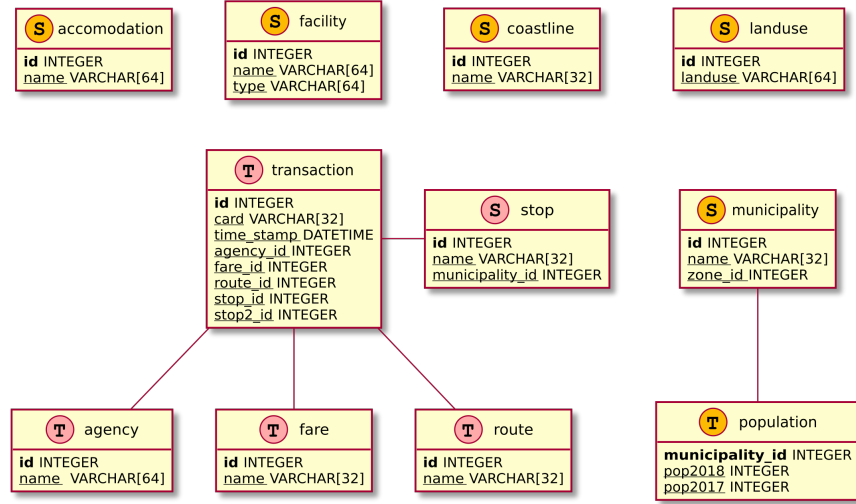 S accomodation
id INTEGER
name VARCHAR[64]
S facility
id INTEGER
name VARCHAR[64]
type VARCHAR[64]
S coastline
id INTEGER
name VARCHAR[32]
S landuse
id INTEGER
landuse VARCHAR[64]
T transaction
id INTEGER
card VARCHAR[32]
time_stamp DATETIME
agency_id INTEGER
fare_id INTEGER
route_id INTEGER
stop_id INTEGER
stop2_id INTEGER
S stop
id INTEGER
name VARCHAR[32]
municipality_id INTEGER
S municipality
id INTEGER
name VARCHAR[32]
zone_id INTEGER
T agency
id INTEGER
name VARCHAR[64]
T fare
id INTEGER
name VARCHAR[32]
T route
id INTEGER
name VARCHAR[32]
T population
municipality_id INTEGER
pop2018 INTEGER
pop2017 INTEGER